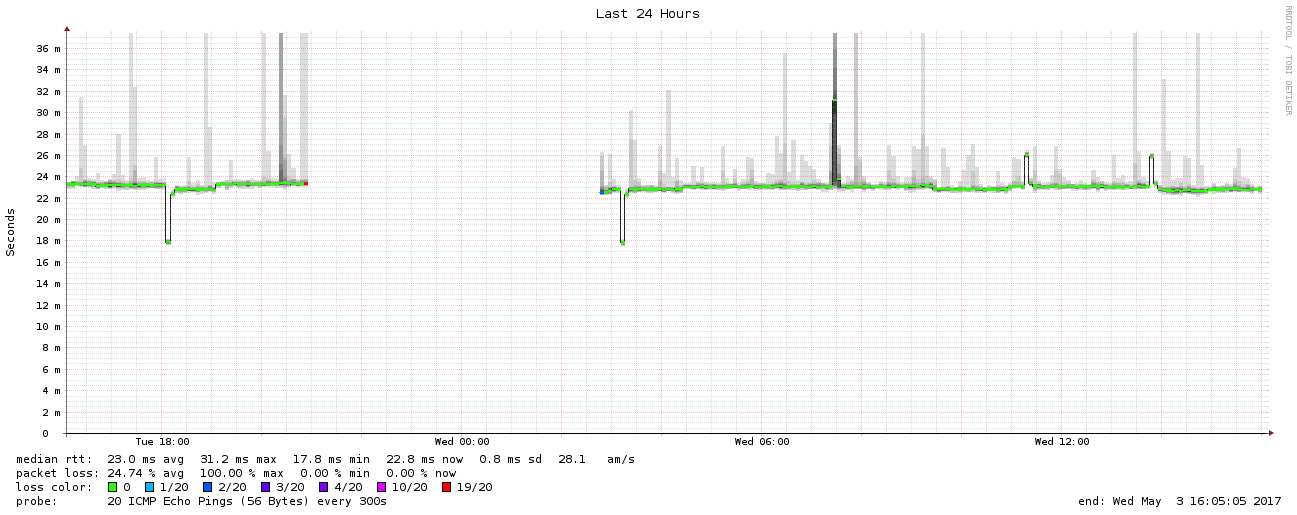 Last 24 Hours
RRDTOOL / TOBI OETIKER
Seconds
36 m
34 m
32 m
30 m
28 m
26 m
24 m
22 m
20 m
18 m
16 m
14 m
12 m
10 m
8 m
6 m
4 m
2 m
0
Tue 18:00 Wed 00:00 Wed 06:00 Wed 12:00
median rtt: 23.0 ms avg 31.2 ms max 17.8 ms min 22.8 ms now 0.8 ms sd 28.1 am/s
packet loss: 24.74 % avg 100.00 % max 0.00 % min 0.00 % now
loss color: 0 1/20 2/20 3/20 4/20 10/20 19/20
probe: 20 ICMP Echo Pings (56 Bytes) every 300s end: Wed May 3 16:05:05 2017